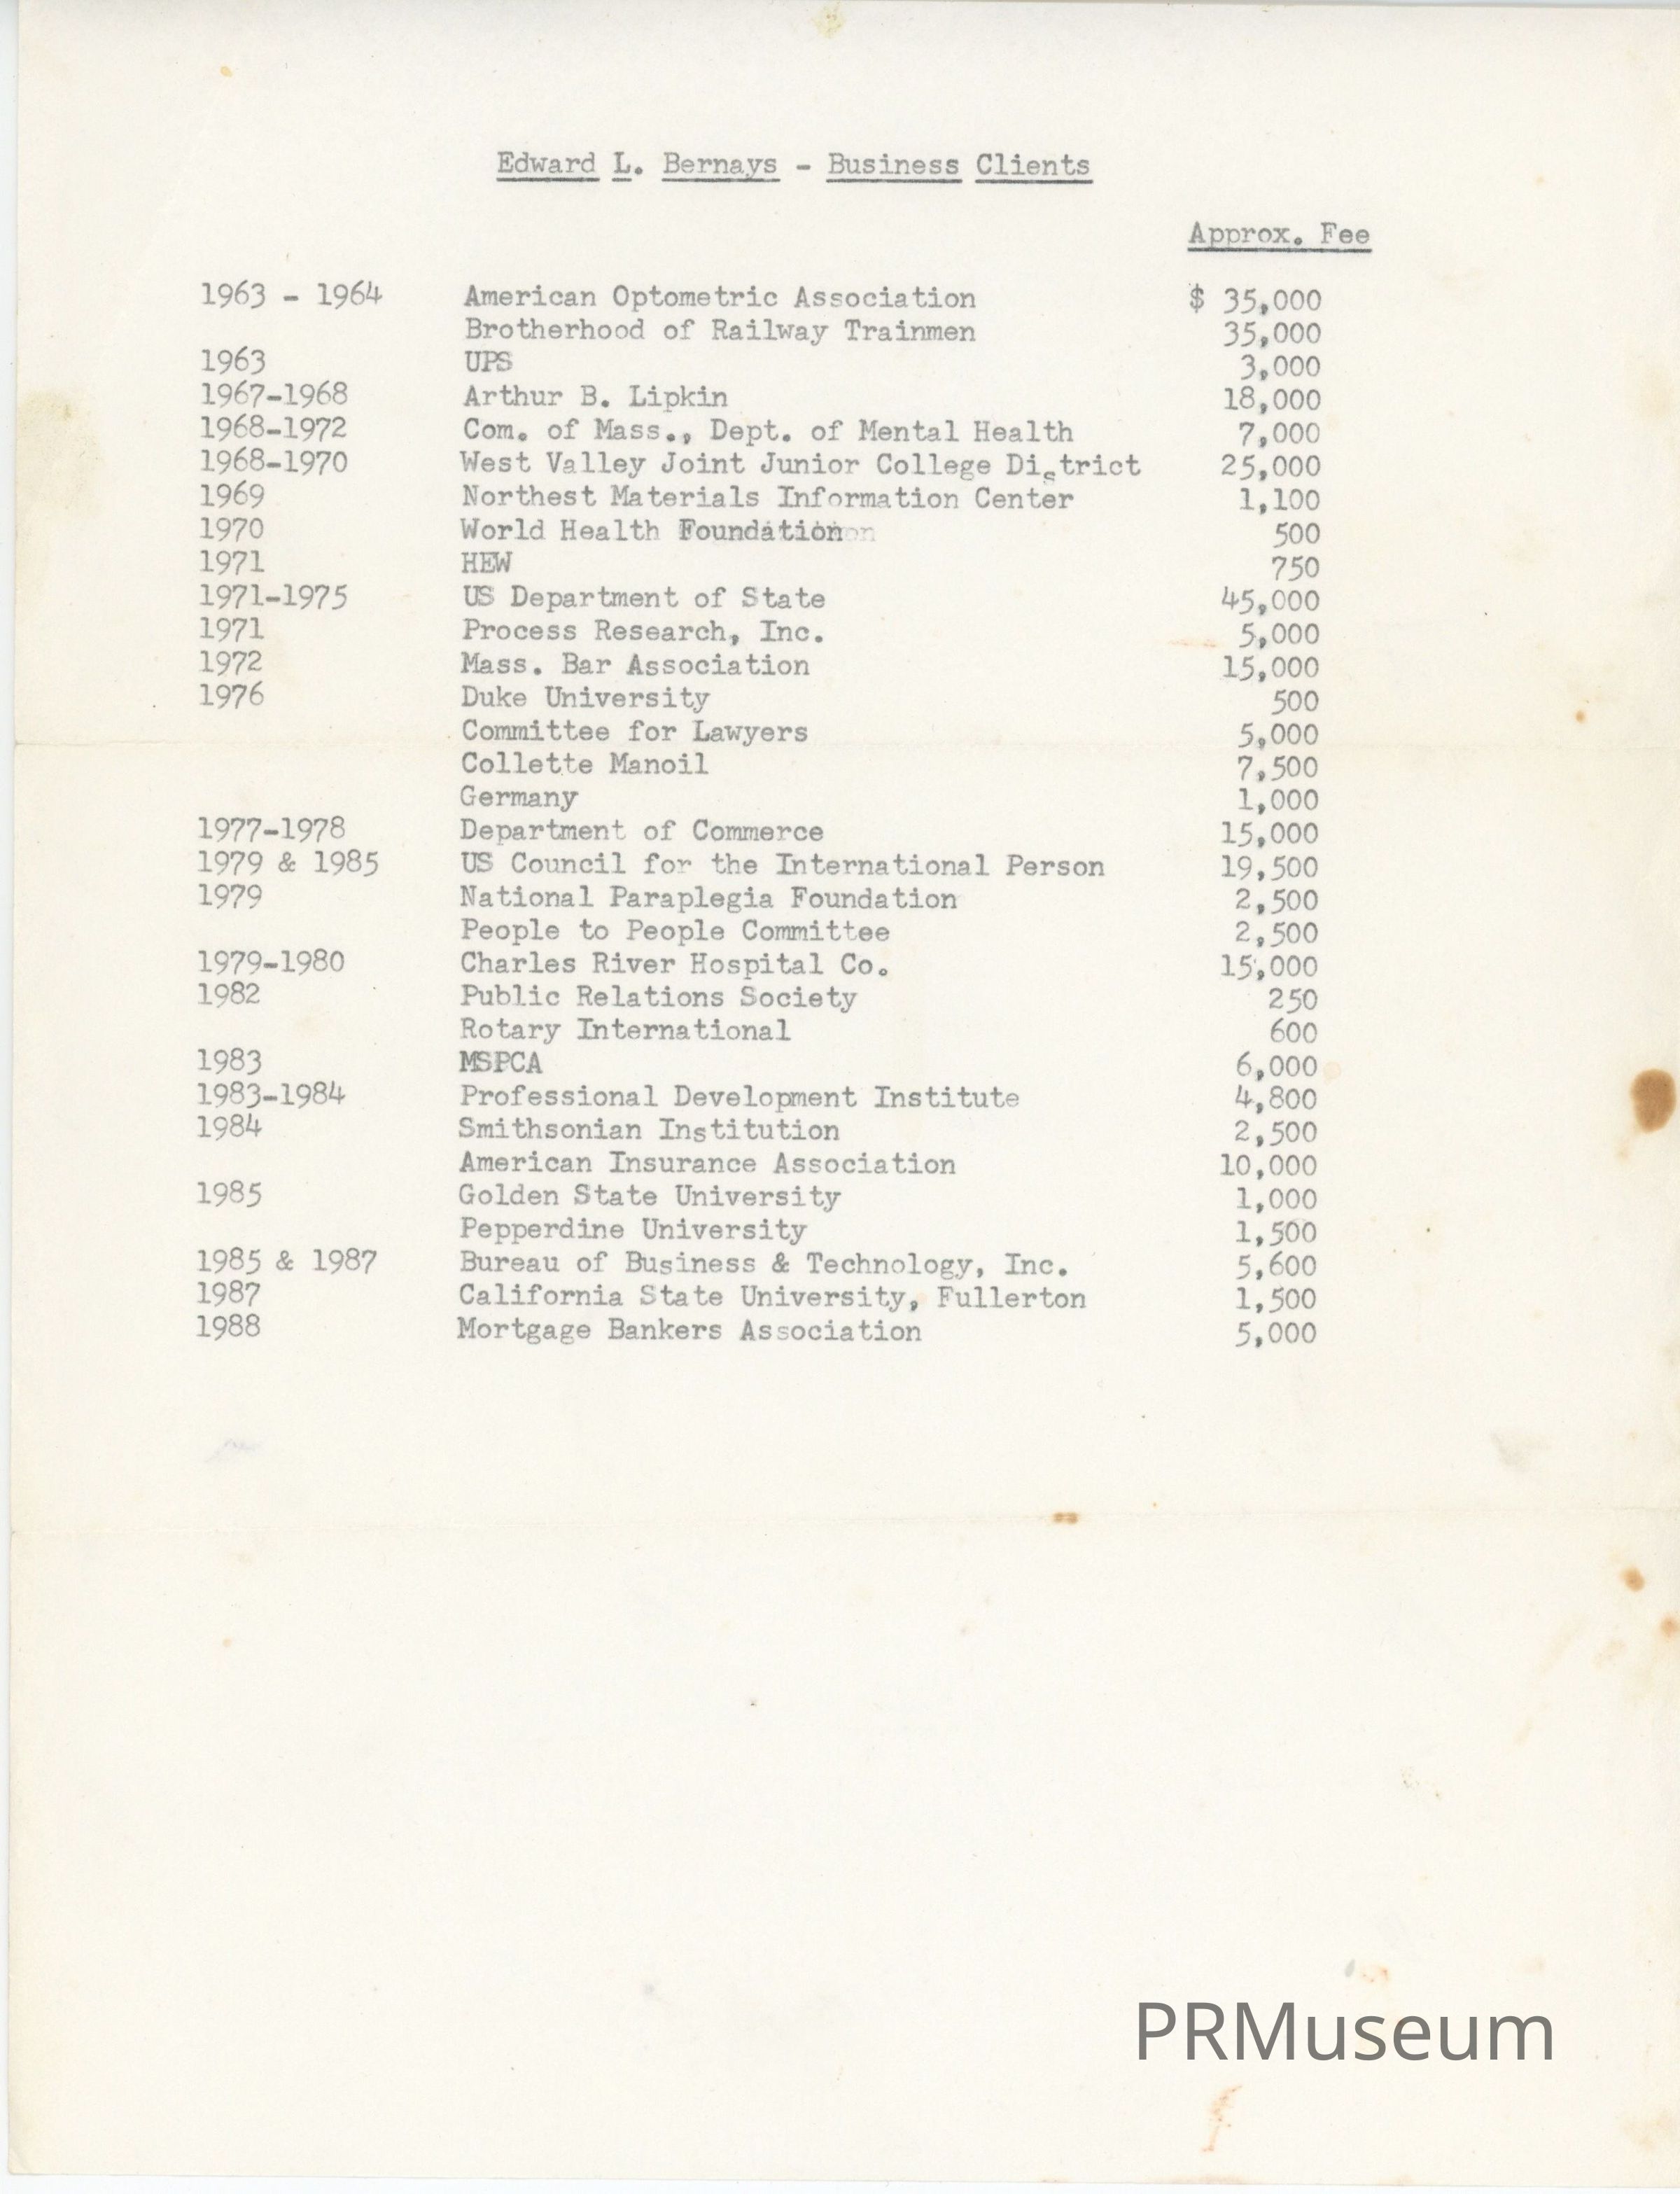 Edward L. Bernays - Business Clients
Approx. Fee
1963 - 1964 American Optometric Association $ 35,000
Brotherhood of Railway Trainmen 35,000
1963 UPS 3,000
1967-1968 Arthur B. Lipkin 18,000
1968-1972 Com. of Mass., Dept. of Mental Health 7,000
1968-1970 West Valley Joint Junior College District 25,000
1969 Northest Materials Information Center 1,100
1970 World Health Foundation 500
1971 HEW 750
1971-1975 US Department of State 45,000
1971 Process Research, Inc. 5,000
1972 Mass. Bar Association 15,000
1976 Duke University 500
Committee for Lawyers 5,000
Collette Manoil 7,500
Germany 1,000
1977-1978 Department of Commerce 15,000
1979 & 1985 US Council for the International Person 19,500
1979 National Paraplegia Foundation 2,500
People to People Committee 2,500
1979-1980 Charles River Hospital Co. 15,000
1982 Public Relations Society 250
Rotary International 600
1983 MSPCA 6,000
1983-1984 Professional Development Institute 4,800
1984 Smithsonian Institution 2,500
American Insurance Association 10,000
1985 Golden State University 1,000
Pepperdine University 1,500
1985 & 1987 Bureau of Business & Technology, Inc. 5,600
1987 California State University, Fullerton 1,500
1988 Mortgage Bankers Association 5,000
PRMuseum